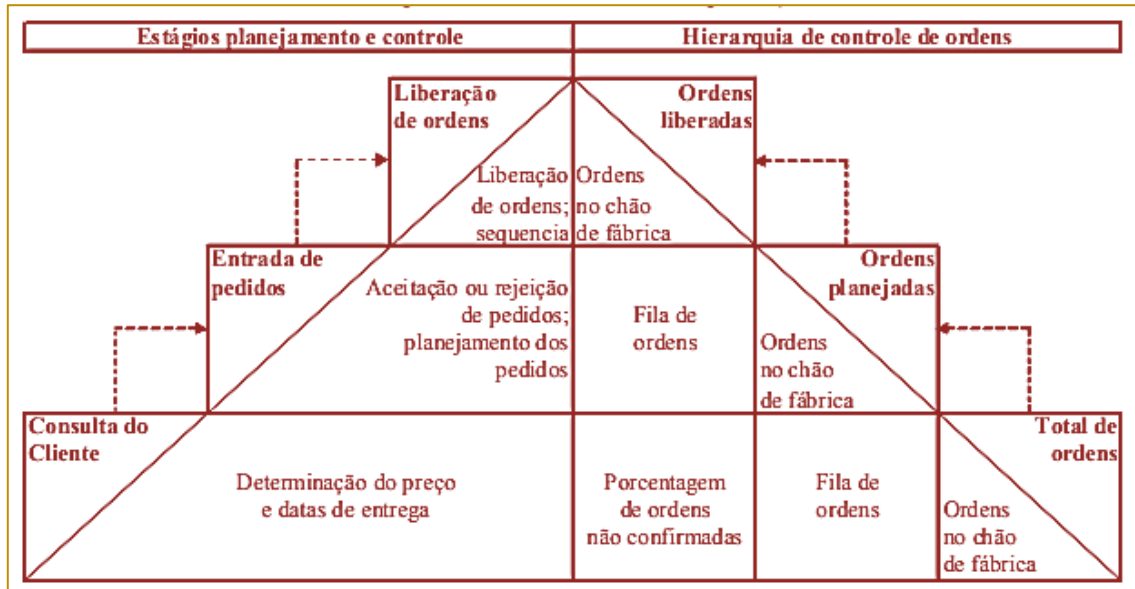 Estágios planejamento e controle
Hierarquia de controle de ordens
Liberação
de ordens
Ordens
liberadas
Liberação
de ordens;
sequencia
Ordens
no chão
de fábrica
Entrada de
pedidos
Aceitação ou rejeição
de pedidos;
planejamento dos
pedidos
Fila de
ordens
Ordens
planejadas
Ordens
no chão
de fábrica
Consulta do
Cliente
Determinação do preço
e datas de entrega
Porcentagem
de ordens
não confirmadas
Fila de
ordens
Total de
ordens
Ordens
no chão
de fábrica